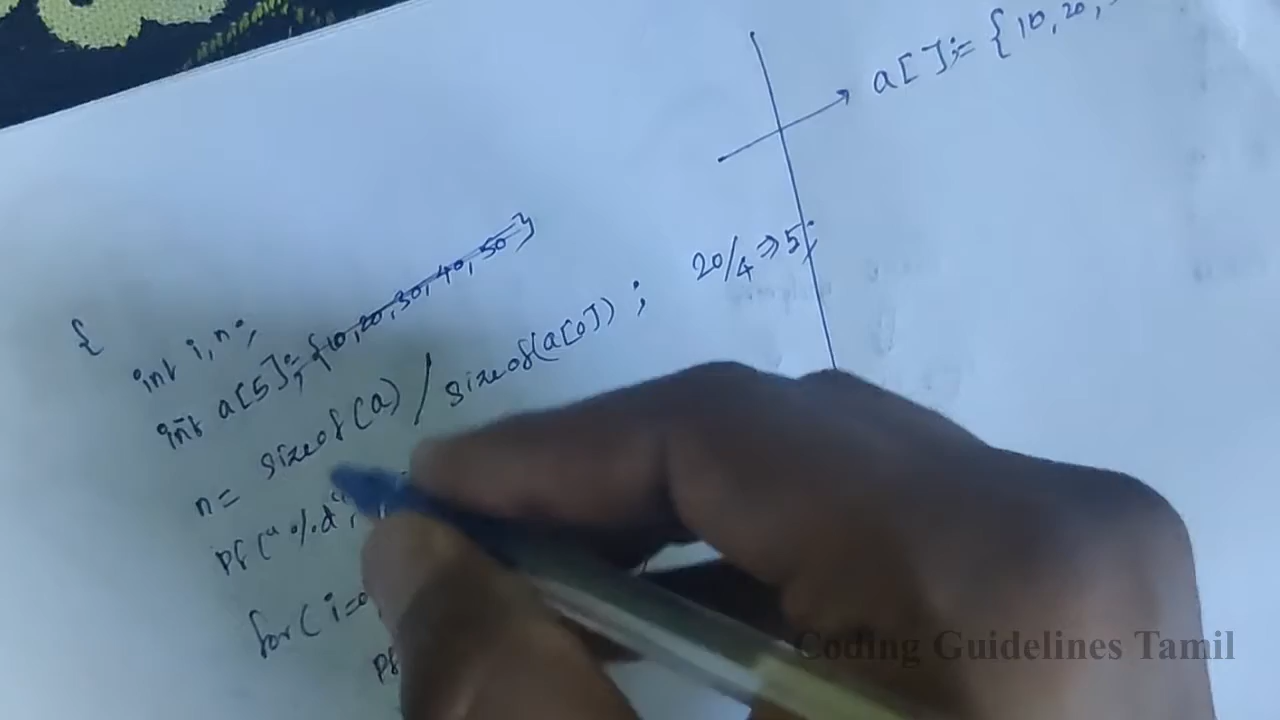 a[ ]; = {10, 20,
20/4 ⇒ 5;
{
int i, n;
int a[5]; = {10, 20, 30, 40, 50}
n = sizeof(a) / sizeof(a[0]);
pf("%d",
for( i=0
pf
Coding Guidelines Tamil